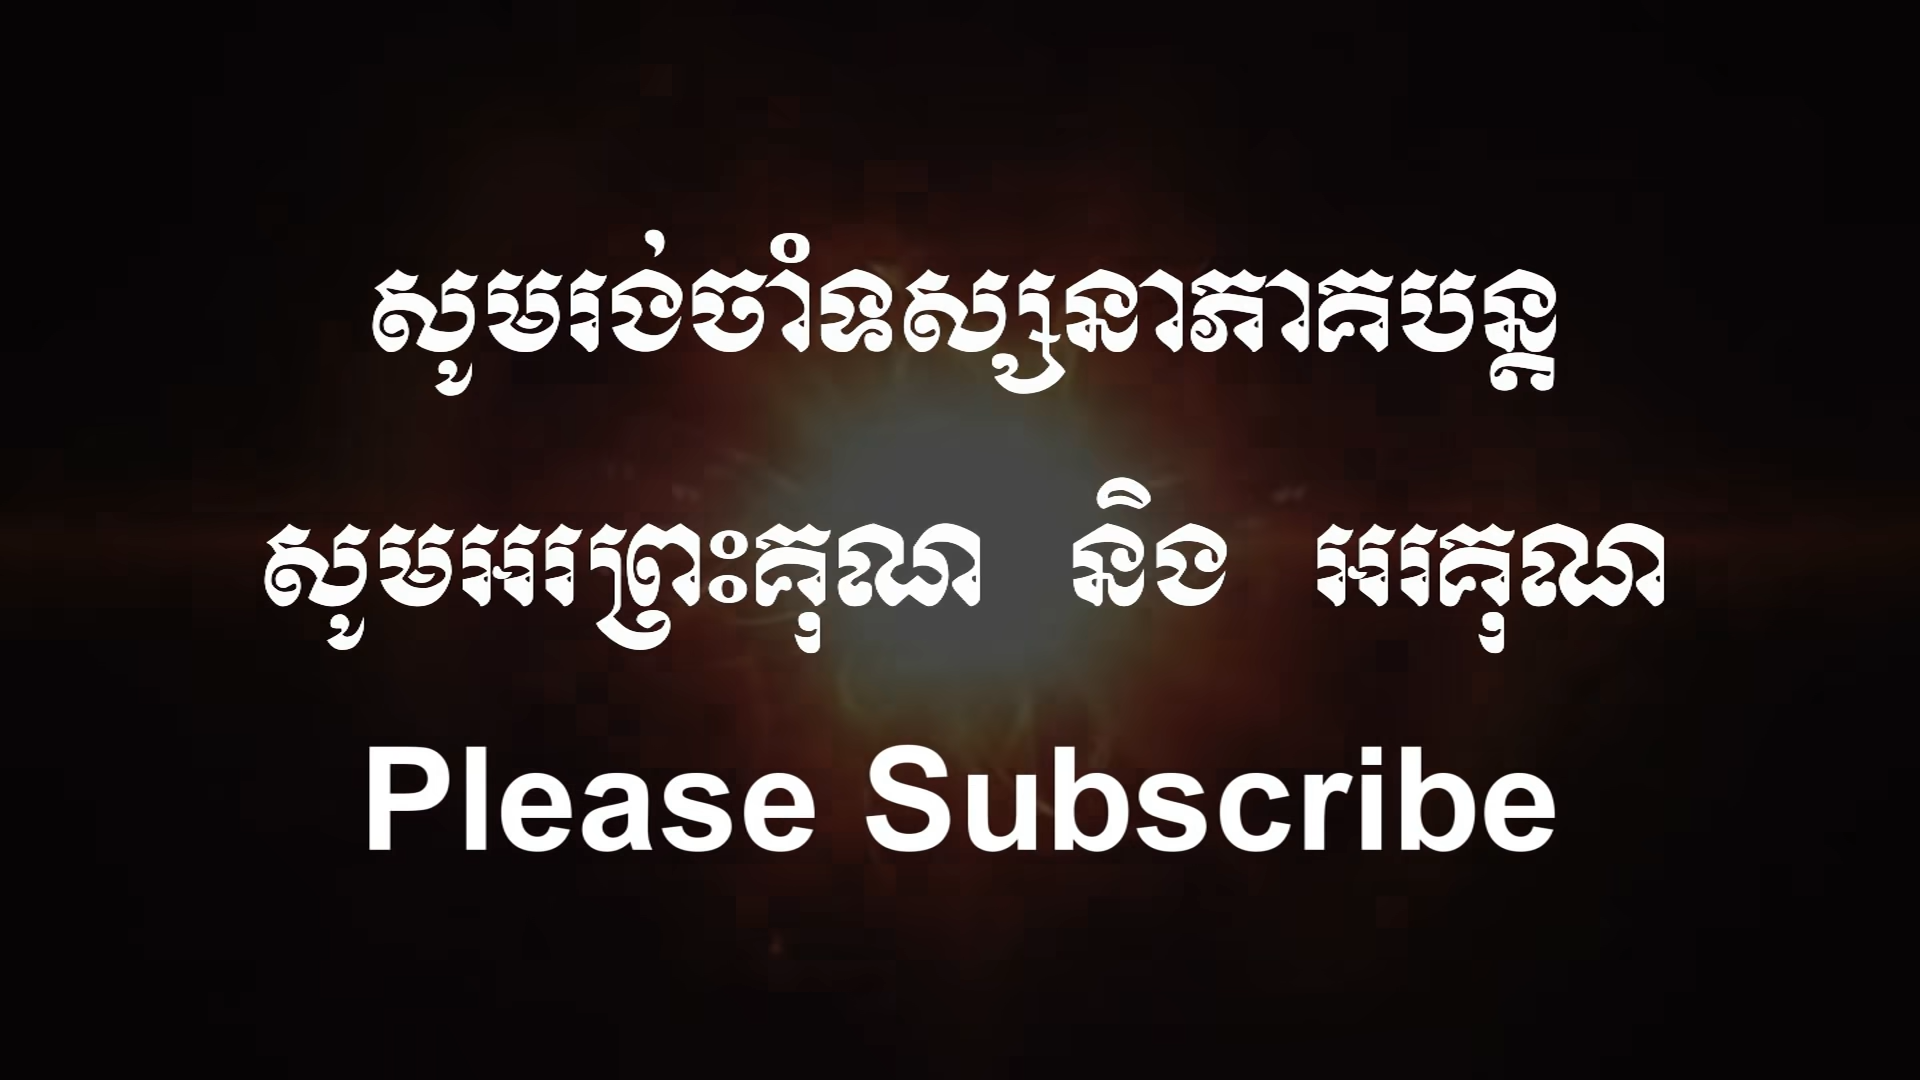 សូមរង់ចាំទស្សនាភាគបន្ត
សូមអរព្រះគុណ និង អរគុណ
Please Subscribe